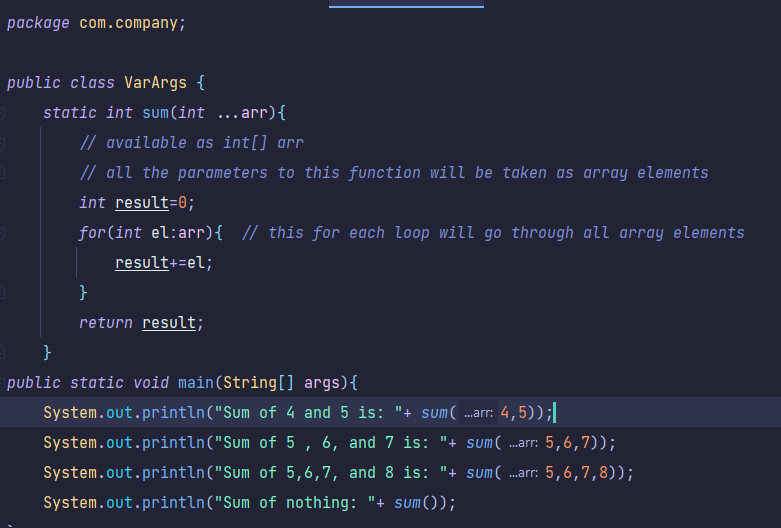 package com.company;
public class VarArgs {
static int sum(int ...arr){
// available as int[] arr
// all the parameters to this function will be taken as array elements
int result=0;
for(int el:arr){  // this for each loop will go through all array elements
result+=el;
}
return result;
}
public static void main(String[] args){
System.out.println("Sum of 4 and 5 is: "+ sum( ...arr: 4,5));
System.out.println("Sum of 5 , 6, and 7 is: "+ sum( ...arr: 5,6,7));
System.out.println("Sum of 5,6,7, and 8 is: "+ sum( ...arr: 5,6,7,8));
System.out.println("Sum of nothing: "+ sum());